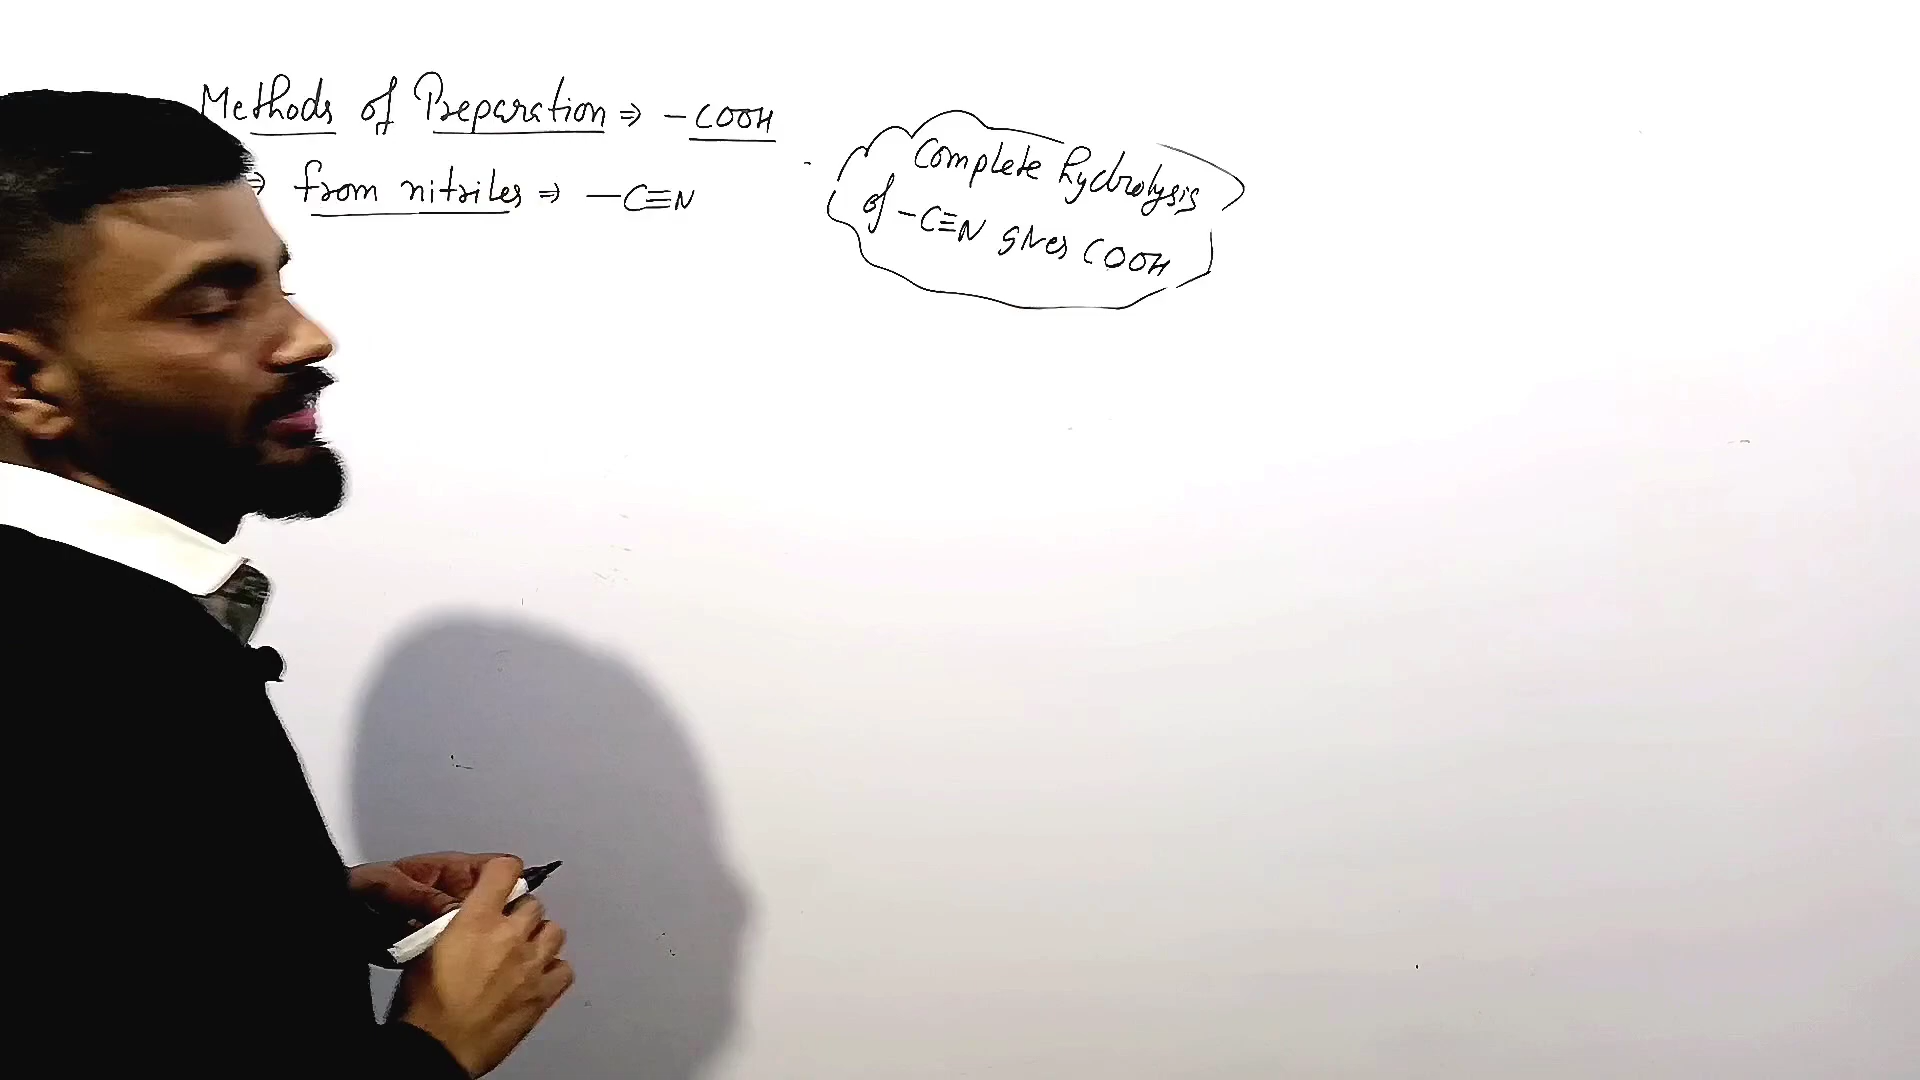 Methods of Preparation ⇒ -COOH
⇒ from nitriles ⇒ -C≡N
Complete hydrolysis
of -C≡N gives COOH